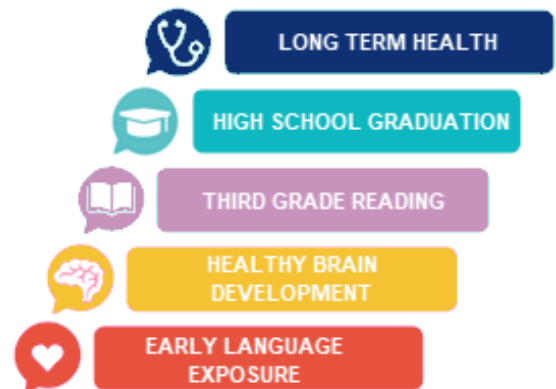 LONG TERM HEALTH
HIGH SCHOOL GRADUATION
THIRD GRADE READING
HEALTHY BRAIN
DEVELOPMENT
EARLY LANGUAGE
EXPOSURE